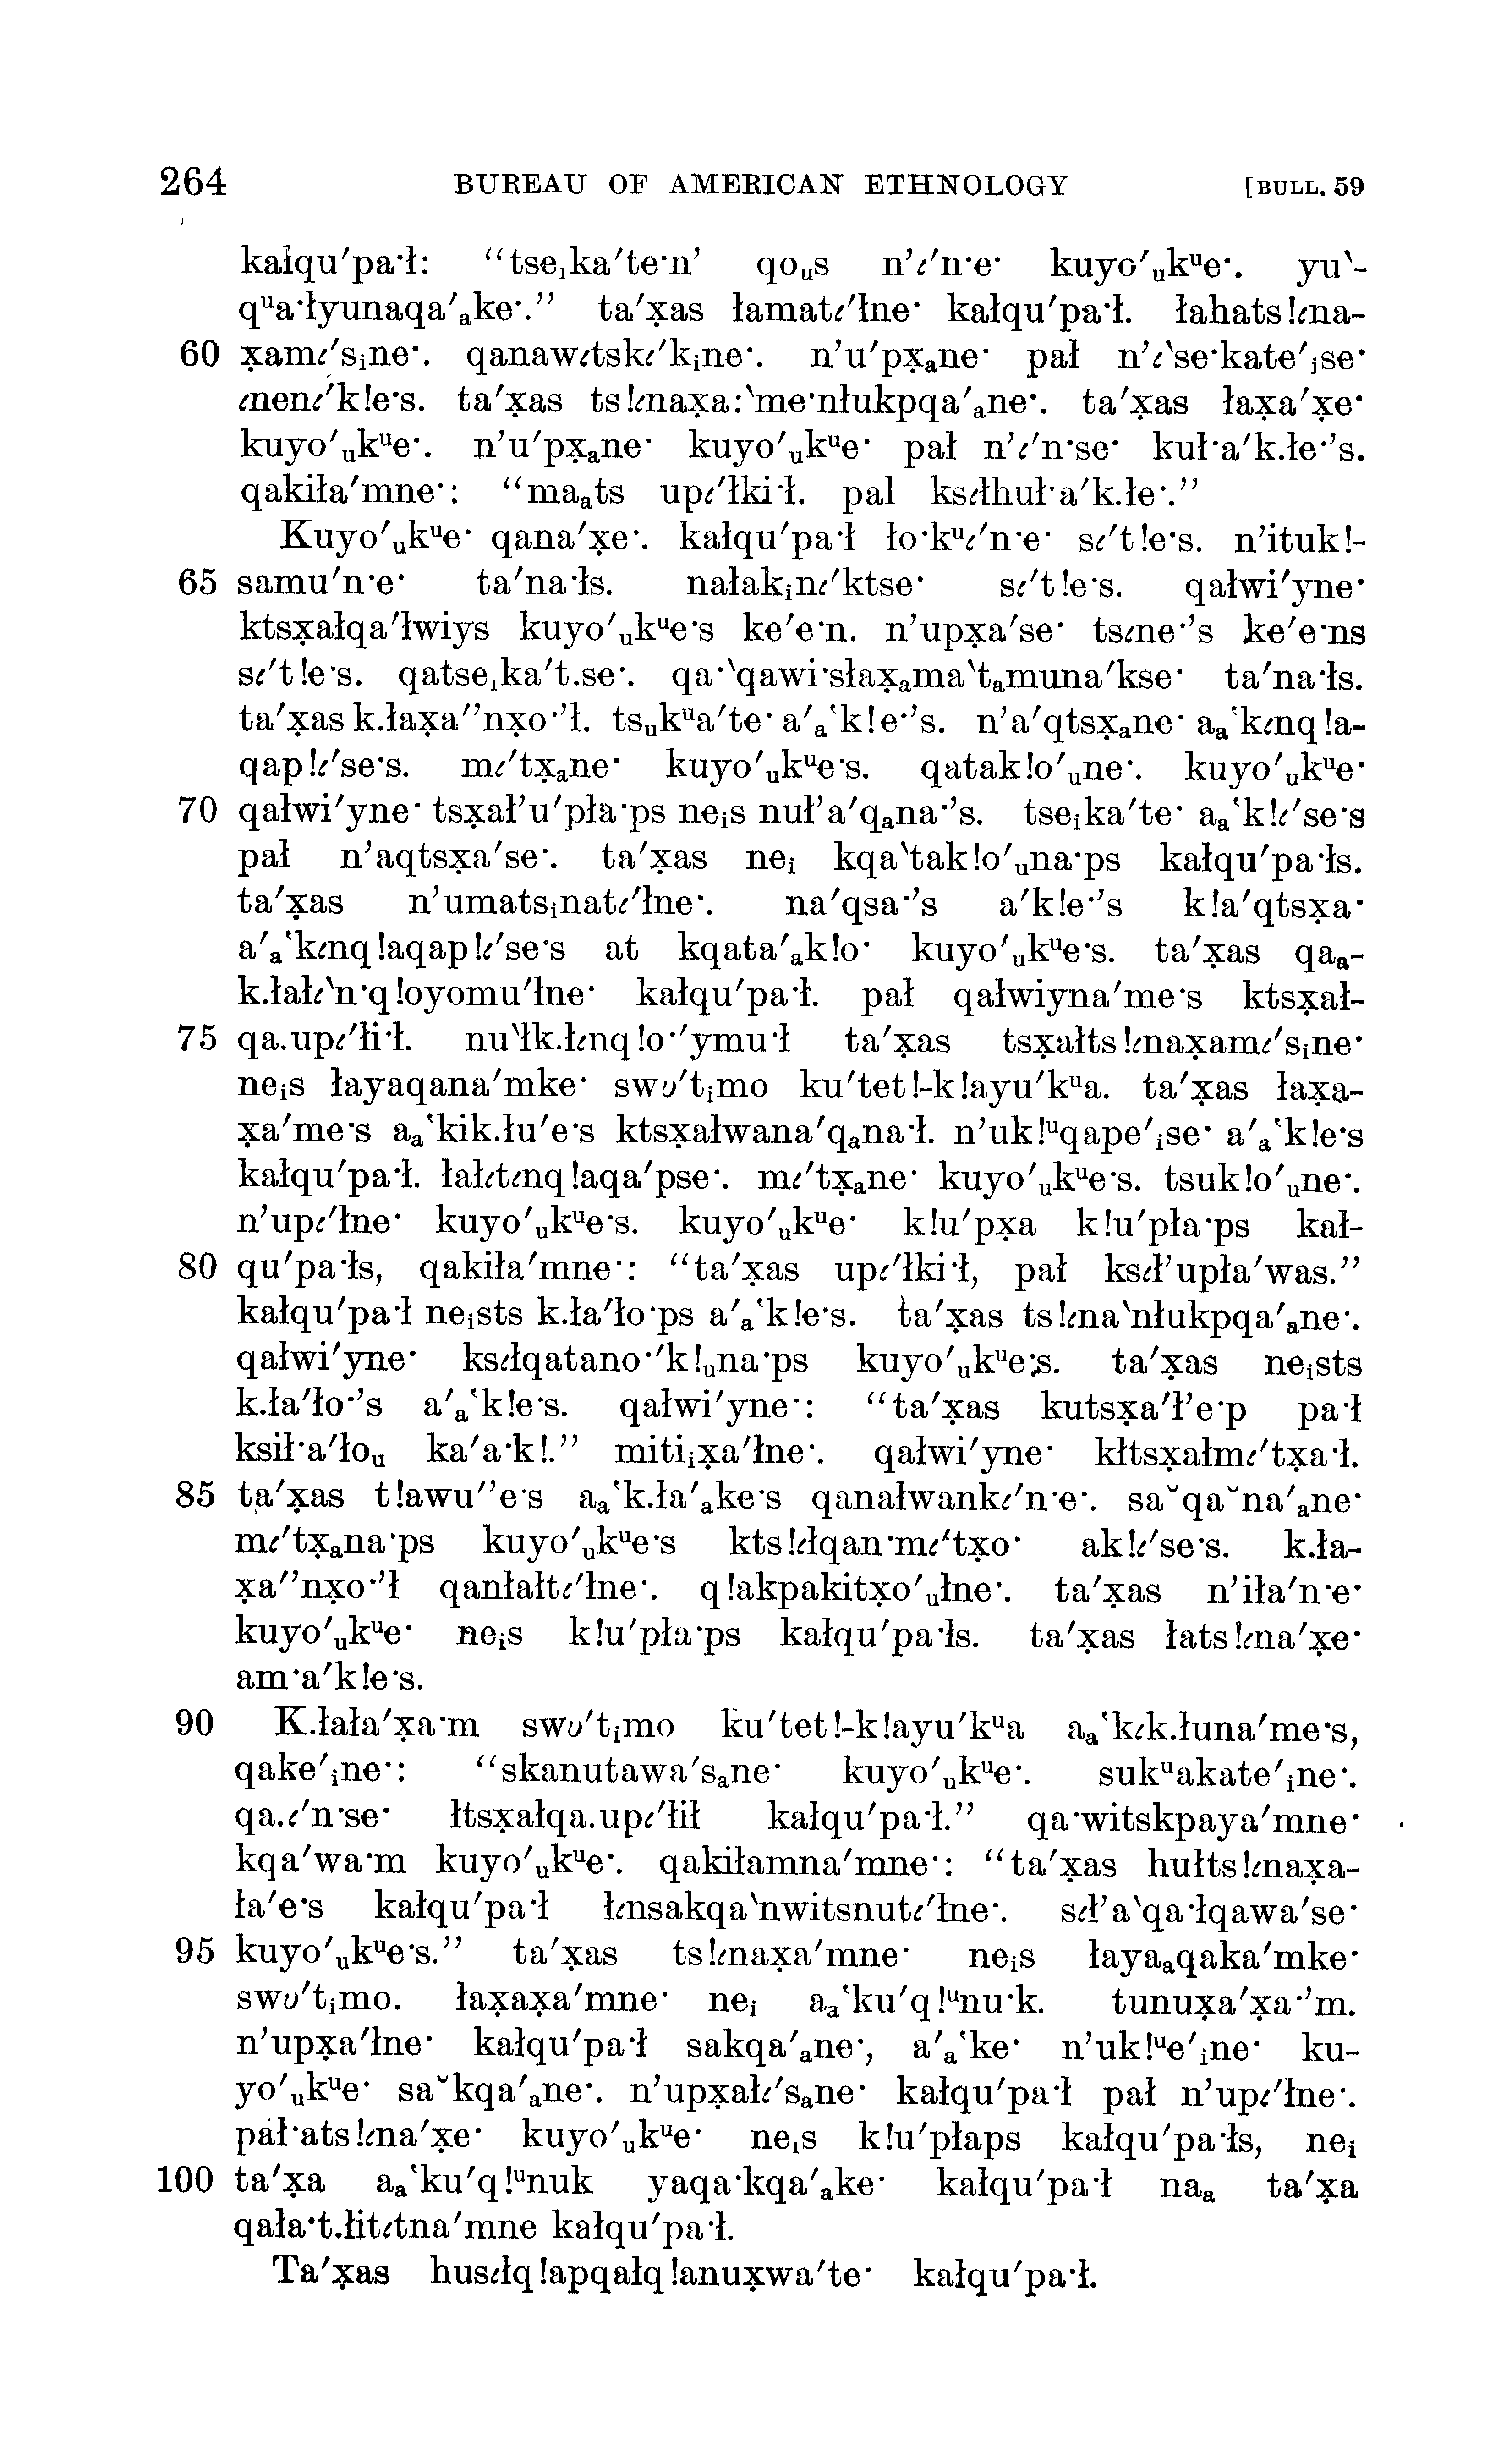 264 BUREAU OF AMERICAN ETHNOLOGY [BULL. 59
kałqu′pa·ł: “tseᵢka′te·n’ qoᵤs n’ɩ′n·e· kuyo′ᵤkᵘe·. yu‵-
qᵘa·łyunaqa′ₐke·.” ta′x̣as łamatɩ′łne· kałqu′pa·ł. łahats!ɩna-
60 x̣amɩ′sᵢne·. qanawɩtskɩ′kᵢne·. n’u′px̣ₐne· pał n’ɩ‵se·kate′ᵢse·
ɩnenɩ′k!e·s. ta′x̣as ts!ɩnax̣a:‵me·nłukpqa′ₐne·. ta′x̣as łax̣a′x̣e·
kuyo′ᵤkᵘe·. n’u′px̣ₐne· kuyo′ᵤkᵘe· pał n’ɩ′n·se· kuł·a′k.łe·’s.
qakiła′mne·: “maₐts upɩ′łki·ł. pal ksɩłhuł·a′k.łe·.”
Kuyo′ᵤkᵘe· qana′x̣e·. kałqu′pa·ł ło·kᵘɩ′n·e· sɩ′t!e·s. n’ituk!-
65 samu′n·e· ta′na·łs. nałakᵢnɩ′ktse· sɩ′t!e·s. qałwi′yne·
ktsx̣ałqa′łwiys kuyo′ᵤkᵘe·s ke′e·n. n’upx̣a′se· tsɩne·’s ke′e·ns
sɩ′t!e·s. qatseᵢka′t.se·. qa·‵qawi·słax̣ₐma‵tₐmuna′kse· ta′na·łs.
ta′x̣as k.łax̣a′’nx̣o·’ł. tsᵤkᵘa′te· a′ₐ‛k!e·’s. n’a′qtsx̣ₐne· aₐ‛kɩnq!a-
qap!ɩ′se·s. mɩ′tx̣ₐne· kuyo′ᵤkᵘe·s. qatak!o′ᵤne·. kuyo′ᵤkᵘe·
70 qałwi′yne· tsx̣ał’u′pła·ps neᵢs nuł’a′qₐna·’s. tseᵢka′te· aₐ‛k!ɩ′se·s
pał n’aqtsx̣a′se·. ta′x̣as neᵢ kqa‵tak!o′ᵤna·ps kałqu′pa·łs.
ta′x̣as n’umatsᵢnatɩ′łne·. na′qsa·’s a′k!e·’s k!a′qtsx̣a·
a′ₐ‛kɩnq!aqap!ɩ′se·s at kqata′ₐk!o· kuyo′ᵤkᵘe·s. ta′x̣as qaₐ-
k.łałɩ‵n·q!oyomu′łne· kałqu′pa·ł. pał qałwiyna′me·s ktsx̣ał-
75 qa.upɩ′łi·ł. nu‵łk.łɩnq!o·′ymu·ł ta′x̣as tsx̣ałts!ɩnax̣amɩ′sᵢne·
neᵢs łayaqana′mke· swʋ′tᵢmo ku′tet!-k!ayu′kᵘa. ta′x̣as łax̣a-
x̣a′me·s aₐ‛kik.łu′e·s ktsx̣ałwana′qₐna·ł. n’uk!ᵘqape′ᵢse· a′ₐ‛k!e·s
kałqu′pa·ł. łałɩtɩnq!aqa′pse·. mɩ′tx̣ₐne· kuyo′ᵤkᵘe·s. tsuk!o′ᵤne·.
n’upɩ′łne· kuyo′ᵤkᵘe·s. kuyo′ᵤkᵘe· k!u′px̣a k!u′pła·ps kał-
80 qu′pa·łs, qakiła′mne·: “ta′x̣as upɩ′łki·ł, pał ksɩł’upła′was.”
kałqu′pa·ł neᵢsts k.ła′ło·ps a′ₐ‛k!e·s. ta′x̣as ts!ɩna‵nłukpqa′ₐne·.
qałwi′yne· ksɩłqatano·′k!ᵤna·ps kuyo′ᵤkᵘe·s. ta′x̣as neᵢsts
k.ła′ło·’s a′ₐ‛k!e·s. qałwi′yne·: “ta′x̣as kutsx̣a′ł’e·p pa·ł
ksił·a′łoᵤ ka′a·k!.” mitiᵢx̣a′łne·. qałwi′yne· kłtsx̣ałmɩ′tx̣a·ł.
85 ta′x̣as t!awu′’e·s aₐ‛k.ła′ₐke·s qanałwankɩ′n·e·. saᵕqaᵕna′ₐne·
mɩ′tx̣ₐna·ps kuyo′ᵤkᵘe·s kts!ɩłqan·mɩ′tx̣o· ak!ɩ′se·s. k.ła-
x̣a′’nx̣o·’ł qanłałtɩ′łne·. q!akpakitx̣o′ᵤłne·. ta′x̣as n’iła′n·e·
kuyo′ᵤkᵘe· neᵢs k!u′pła·ps kałqu′pa·łs. ta′x̣as łats!ɩna′x̣e·
am·a′k!e·s.
90 K.łała′x̣a·m swʋ′tᵢmo ku′tet!-k!ayu′kᵘa aₐ‛kɩk.łuna′me·s,
qake′ᵢne·: “skanutawa′sₐne· kuyo′ᵤkᵘe·. sukᵘakate′ᵢne·.
qa.ɩ′n·se· łtsx̣ałqa.upɩ′łił kałqu′pa·ł.” qa·witskpaya′mne·
kqa′wa·m kuyo′ᵤkᵘe·. qakiłamna′mne·: “ta′x̣as hułts!ɩnax̣a-
ła′e·s kałqu′pa·ł łɩnsakqa‵nwitsnutɩ′łne·. sɩł’a‵qa·łqawa′se·
95 kuyo′ᵤkᵘe·s.” ta′x̣as ts!ɩnax̣a′mne· neᵢs łayaₐqaka′mke·
swʋ′tᵢmo. łax̣ax̣a′mne· neᵢ aₐ‛ku′q!ᵘnu·k. tunux̣a′x̣a·’m.
n’upx̣a′łne· kałqu′pa·ł sakqa′ₐne·, a′ₐ‛ke· n’uk!ᵘe′ᵢne· ku-
yo′ᵤkᵘe· saᵕkqa′ₐne·. n’upx̣ałɩ′sₐne· kałqu′pa·ł pał n’upɩ′łne·.
pał·ats!ɩna′x̣e· kuyo′ᵤkᵘe· neᵢs k!u′płaps kałqu′pa·łs, neᵢ
100 ta′x̣a aₐ‛ku′q!ᵘnuk yaqa·kqa′ₐke· kałqu′pa·ł naₐ ta′x̣a
qała·t.łitɩtna′mne kałqu′pa·ł.
Ta′x̣as husɩłq!apqałq!anux̣wa′te· kałqu′pa·ł.